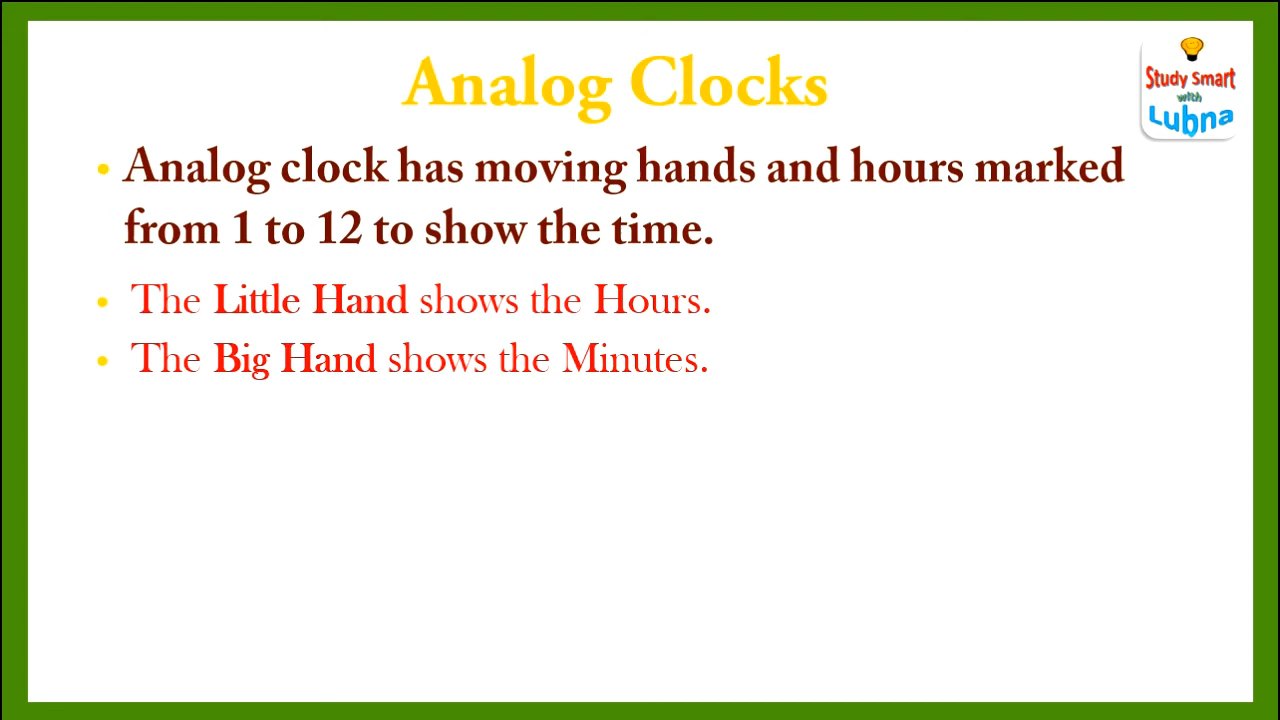 Analog Clocks
Study Smart
with
Lubna
• Analog clock has moving hands and hours marked
from 1 to 12 to show the time.
• The Little Hand shows the Hours.
• The Big Hand shows the Minutes.